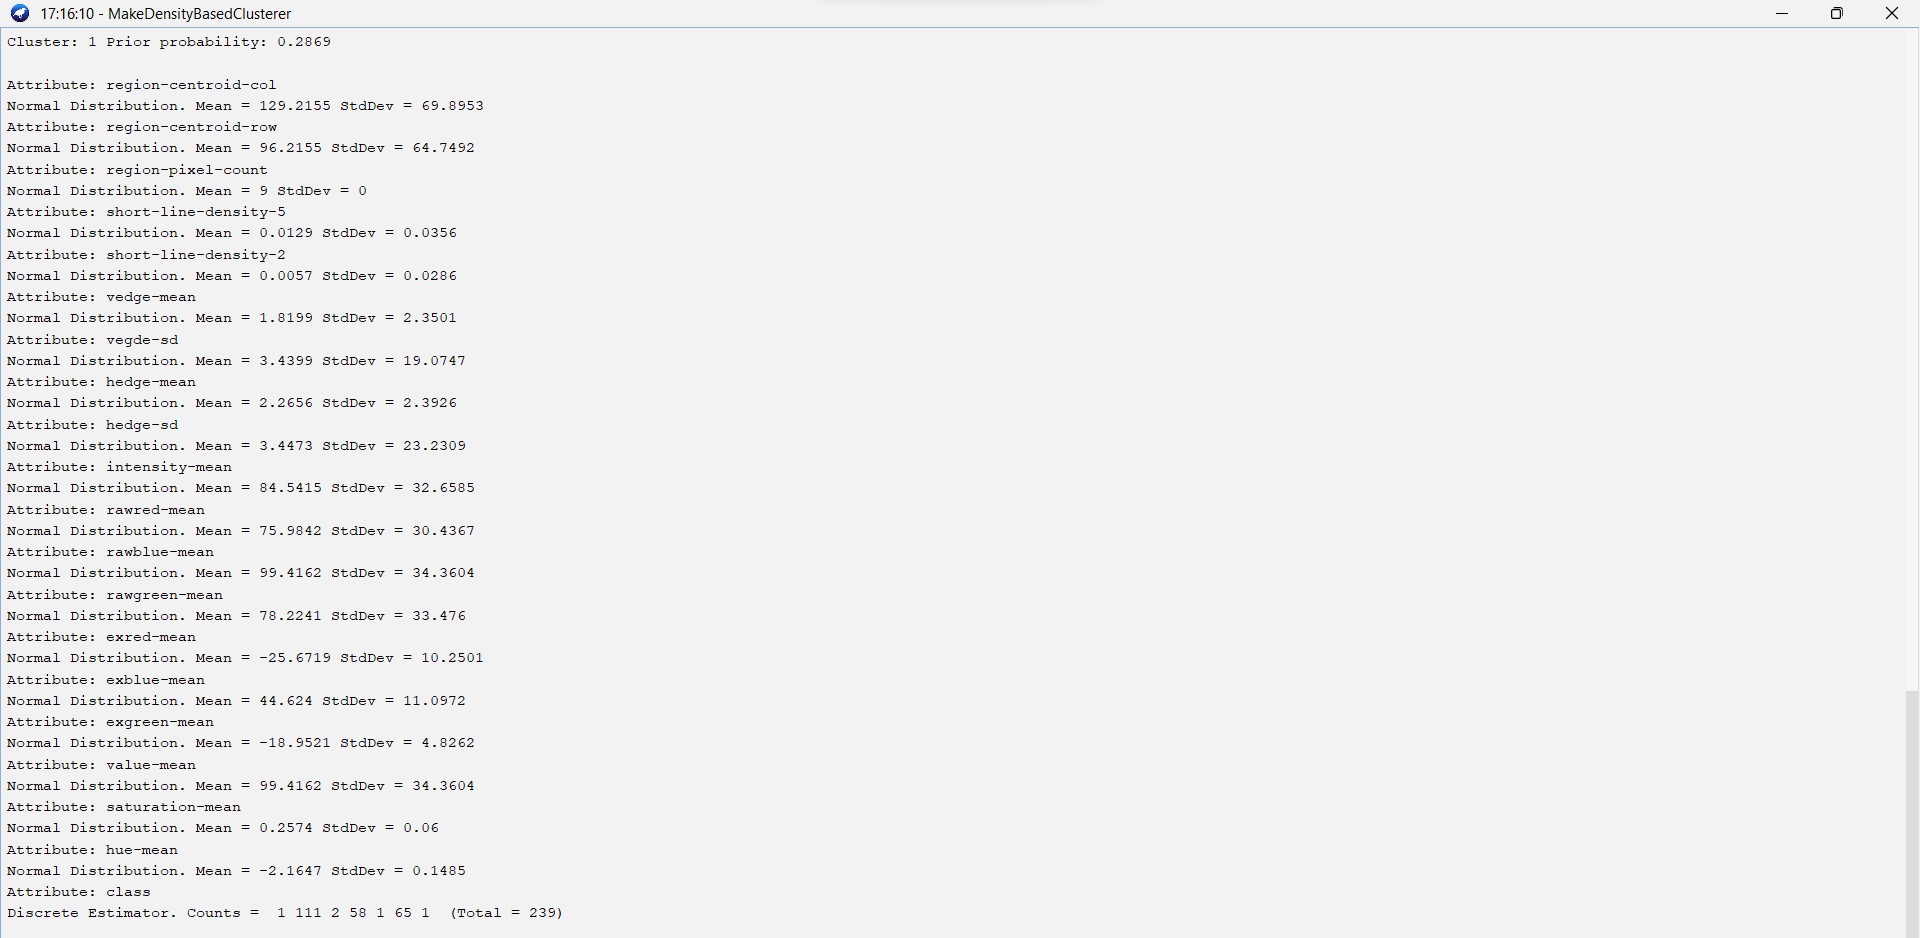 17:16:10 - MakeDensityBasedClusterer
Cluster: 1 Prior probability: 0.2869
Attribute: region-centroid-col
Normal Distribution. Mean = 129.2155 StdDev = 69.8953
Attribute: region-centroid-row
Normal Distribution. Mean = 96.2155 StdDev = 64.7492
Attribute: region-pixel-count
Normal Distribution. Mean = 9 StdDev = 0
Attribute: short-line-density-5
Normal Distribution. Mean = 0.0129 StdDev = 0.0356
Attribute: short-line-density-2
Normal Distribution. Mean = 0.0057 StdDev = 0.0286
Attribute: vedge-mean
Normal Distribution. Mean = 1.8199 StdDev = 2.3501
Attribute: vegde-sd
Normal Distribution. Mean = 3.4399 StdDev = 19.0747
Attribute: hedge-mean
Normal Distribution. Mean = 2.2656 StdDev = 2.3926
Attribute: hedge-sd
Normal Distribution. Mean = 3.4473 StdDev = 23.2309
Attribute: intensity-mean
Normal Distribution. Mean = 84.5415 StdDev = 32.6585
Attribute: rawred-mean
Normal Distribution. Mean = 75.9842 StdDev = 30.4367
Attribute: rawblue-mean
Normal Distribution. Mean = 99.4162 StdDev = 34.3604
Attribute: rawgreen-mean
Normal Distribution. Mean = 78.2241 StdDev = 33.476
Attribute: exred-mean
Normal Distribution. Mean = -25.6719 StdDev = 10.2501
Attribute: exblue-mean
Normal Distribution. Mean = 44.624 StdDev = 11.0972
Attribute: exgreen-mean
Normal Distribution. Mean = -18.9521 StdDev = 4.8262
Attribute: value-mean
Normal Distribution. Mean = 99.4162 StdDev = 34.3604
Attribute: saturation-mean
Normal Distribution. Mean = 0.2574 StdDev = 0.06
Attribute: hue-mean
Normal Distribution. Mean = -2.1647 StdDev = 0.1485
Attribute: class
Discrete Estimator. Counts =  1 111 2 58 1 65 1  (Total = 239)